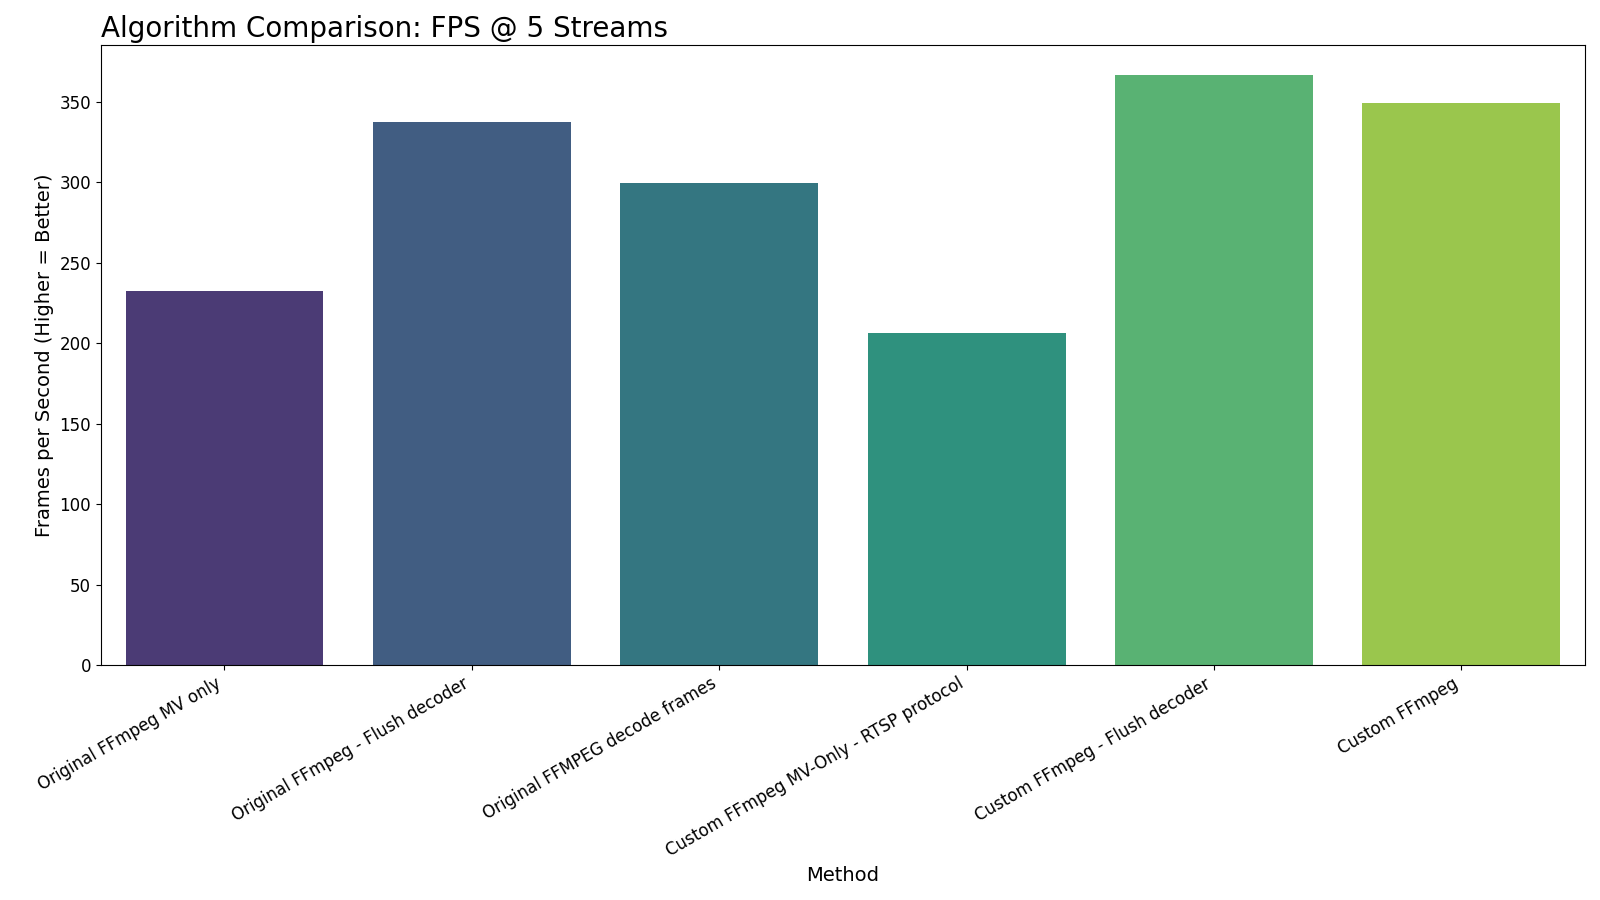 Algorithm Comparison: FPS @ 5 Streams
Frames per Second (Higher = Better)
350
300
250
200
150
100
50
0
Original FFmpeg MV only
Original FFmpeg - Flush decoder
Original FFMPEG decode frames
Custom FFmpeg MV-Only - RTSP protocol
Custom FFmpeg - Flush decoder
Custom FFmpeg
Method